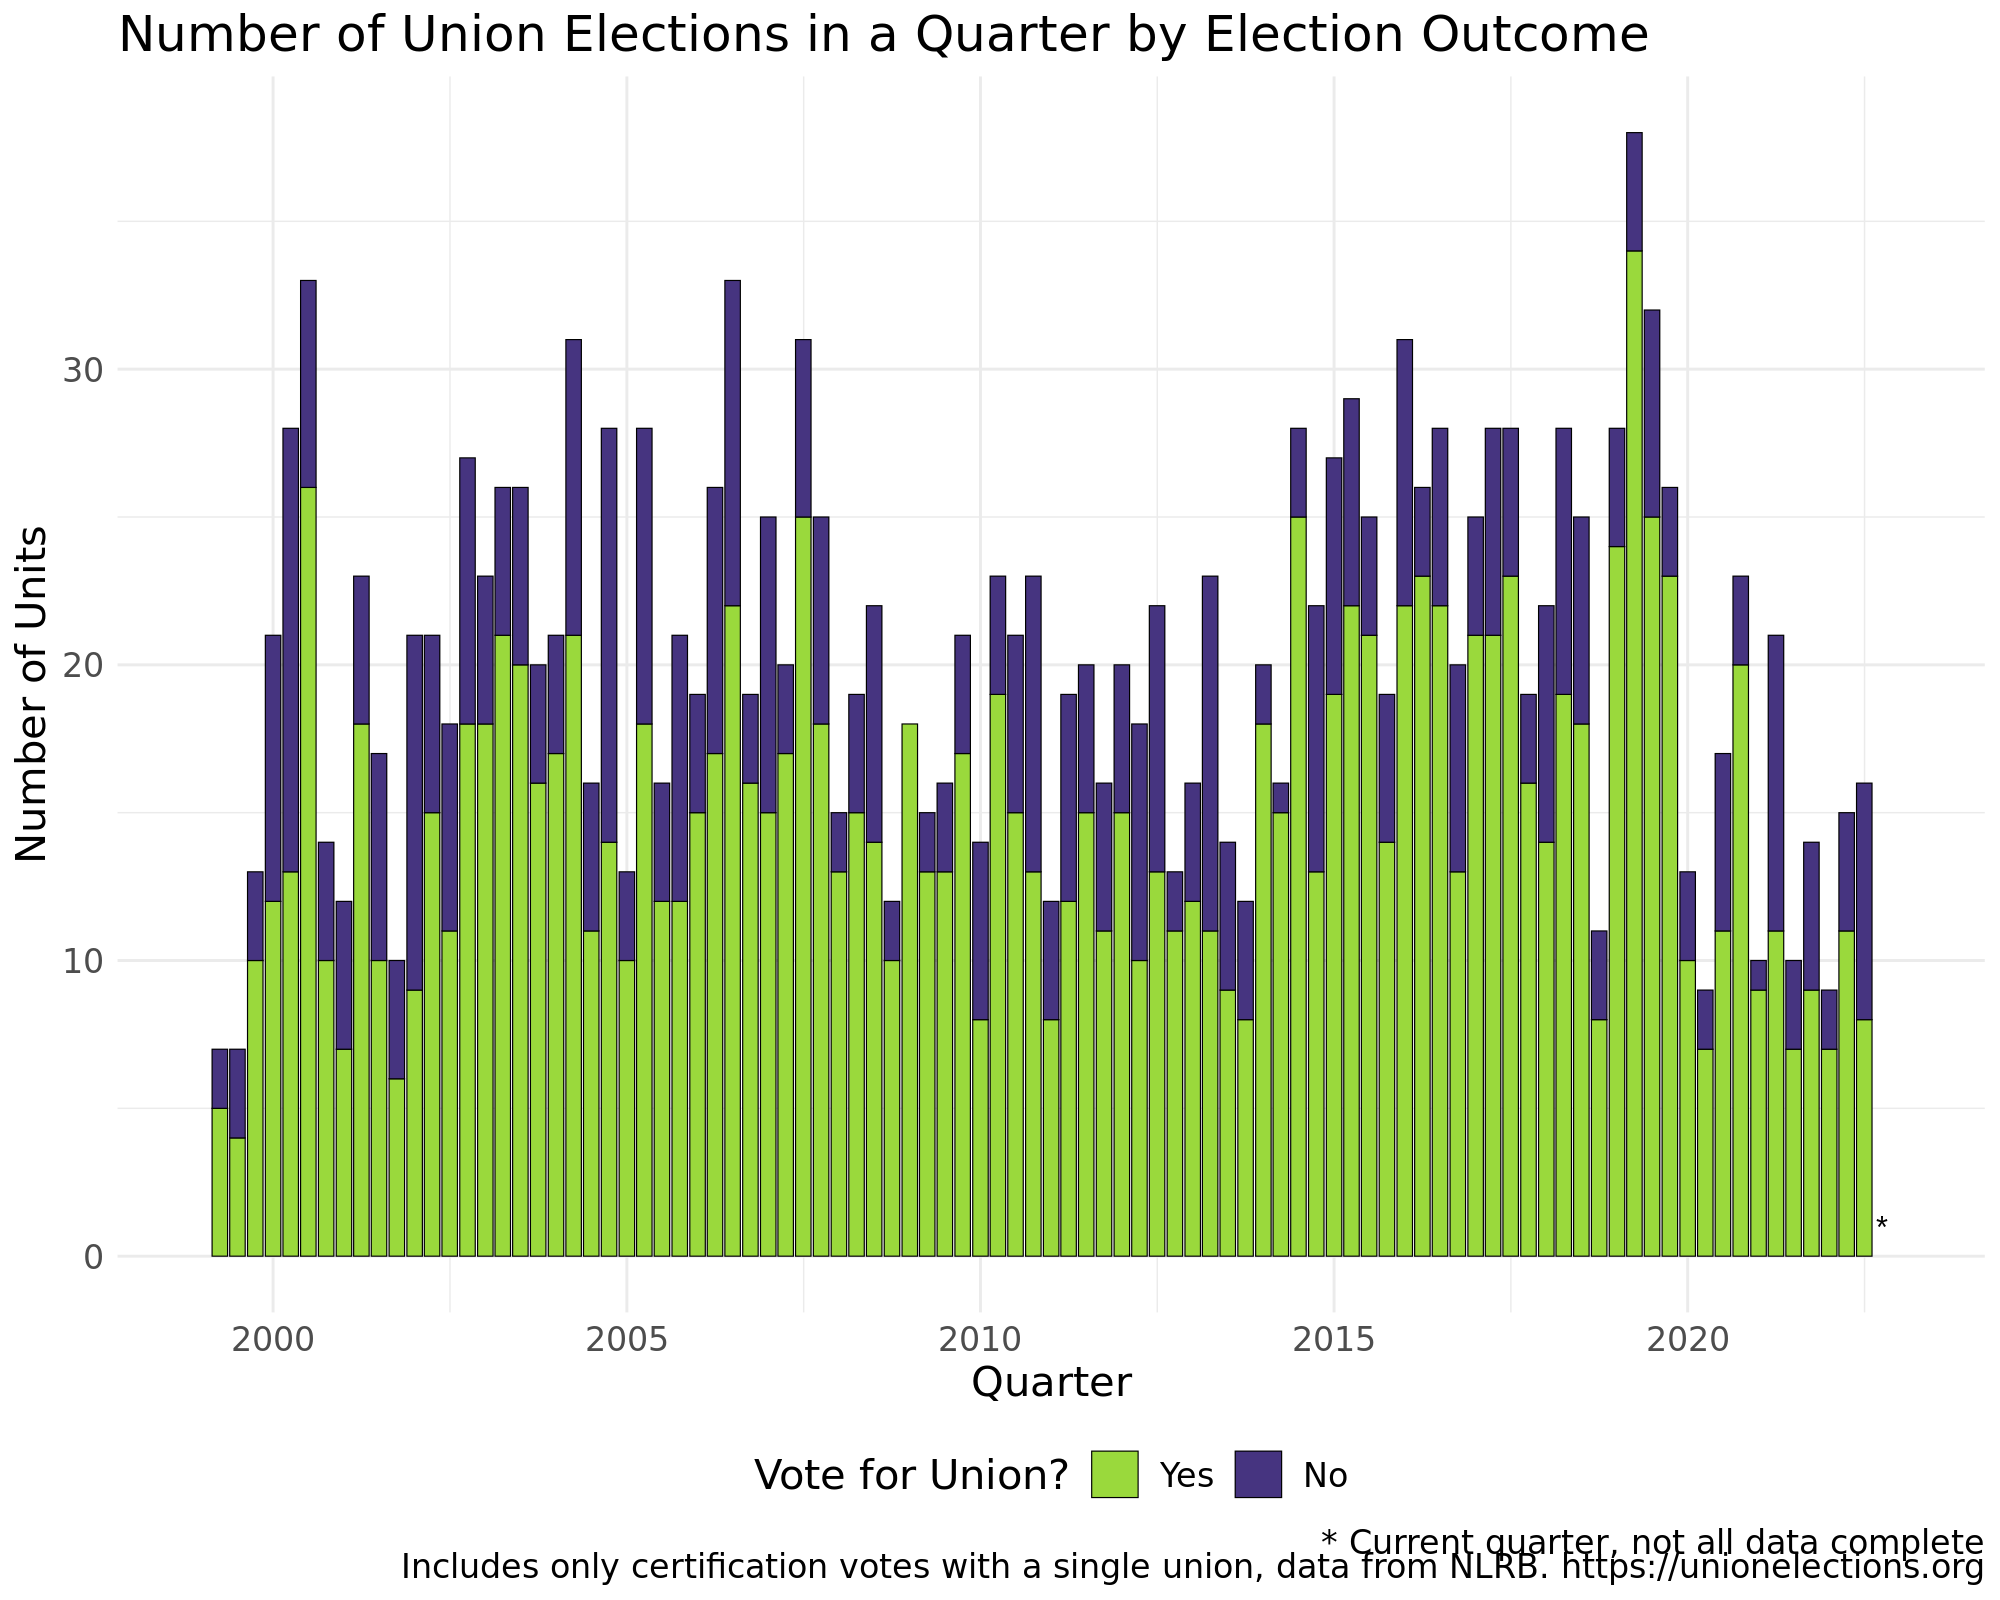 Number of Union Elections in a Quarter by Election Outcome
Number of Units
30
20
10
0
*
2000 2005 2010 2015 2020
Quarter
Vote for Union? Yes No
* Current quarter, not all data complete
Includes only certification votes with a single union, data from NLRB. https://unionelections.org